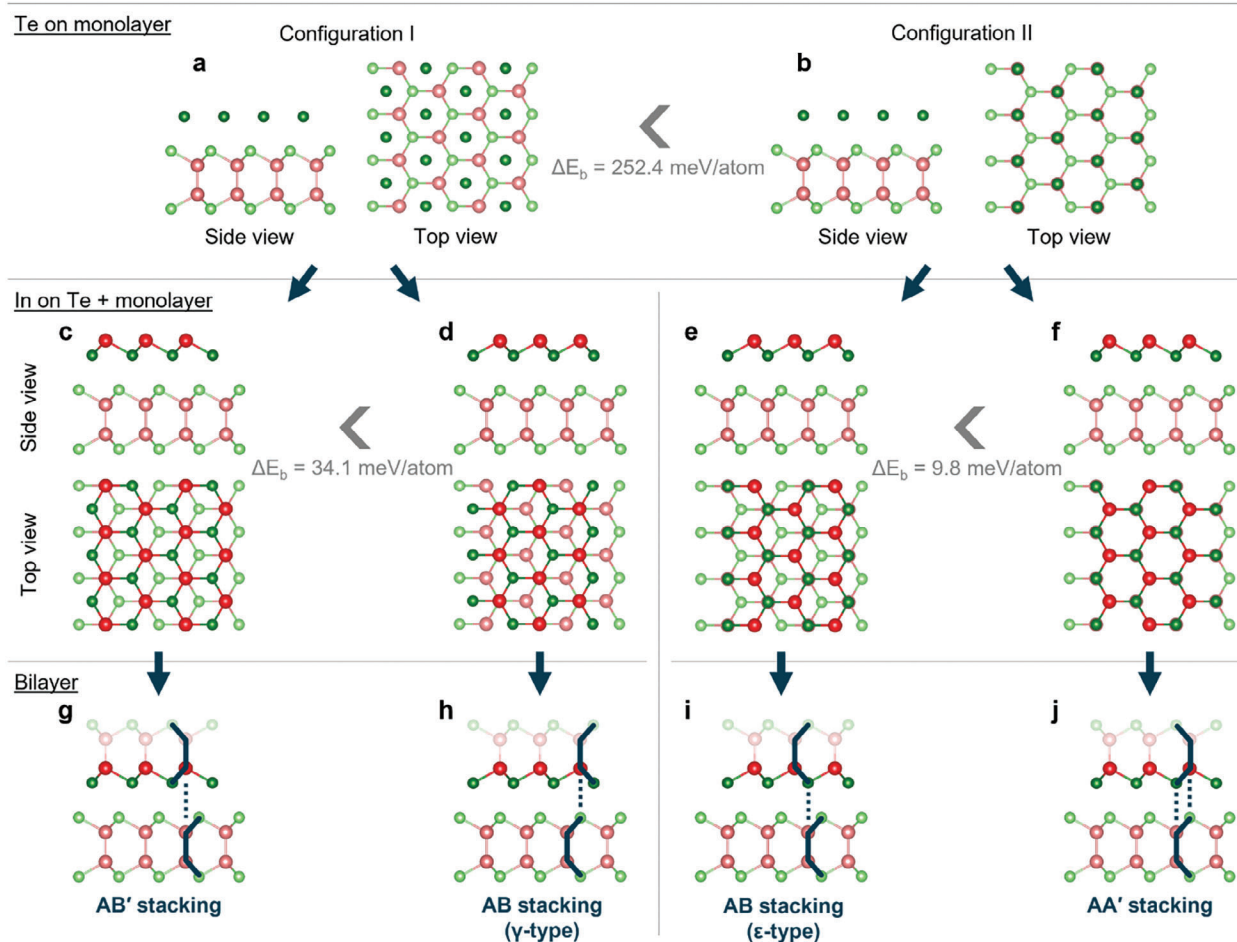 Te on monolayer
Configuration I
Configuration II
a
b
ΔE_b = 252.4 meV/atom
Side view
Top view
Side view
Top view
In on Te + monolayer
c
d
e
f
Side view
ΔE_b = 34.1 meV/atom
ΔE_b = 9.8 meV/atom
Top view
Bilayer
g
h
i
j
AB′ stacking
AB stacking
(γ-type)
AB stacking
(ε-type)
AA′ stacking